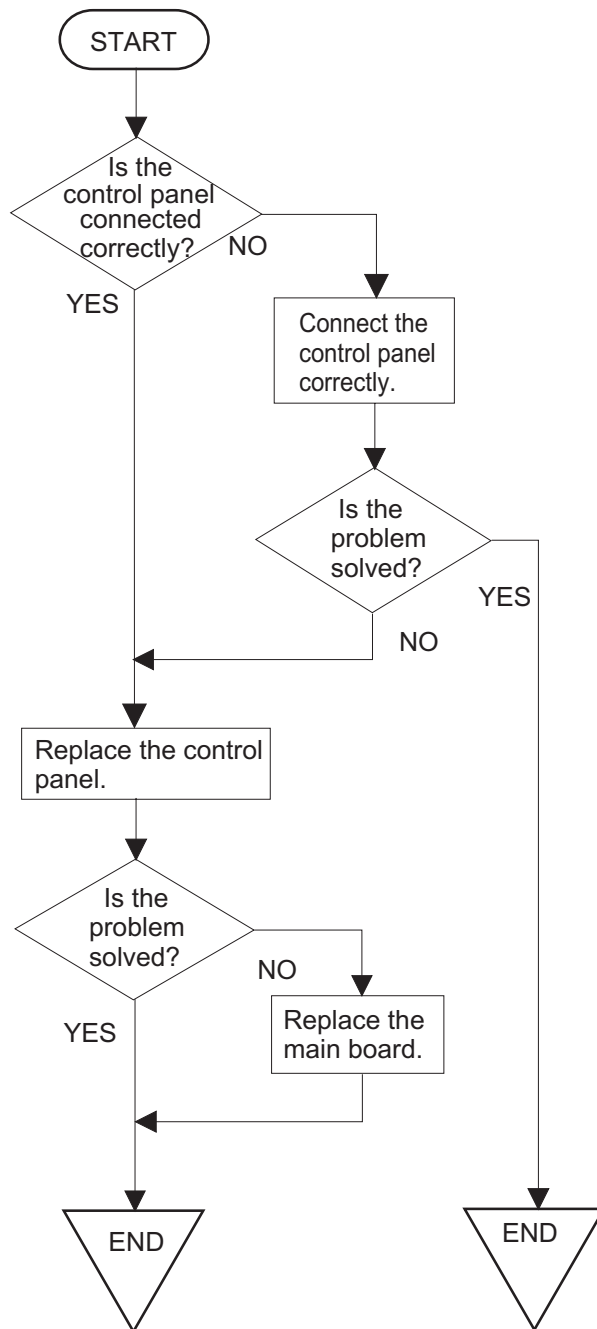 START
Is the
control panel
connected
correctly?
NO
YES
Connect the
control panel
correctly.
Is the
problem
solved?
YES
NO
Replace the control
panel.
Is the
problem
solved?
NO
YES
Replace the
main board.
END
END